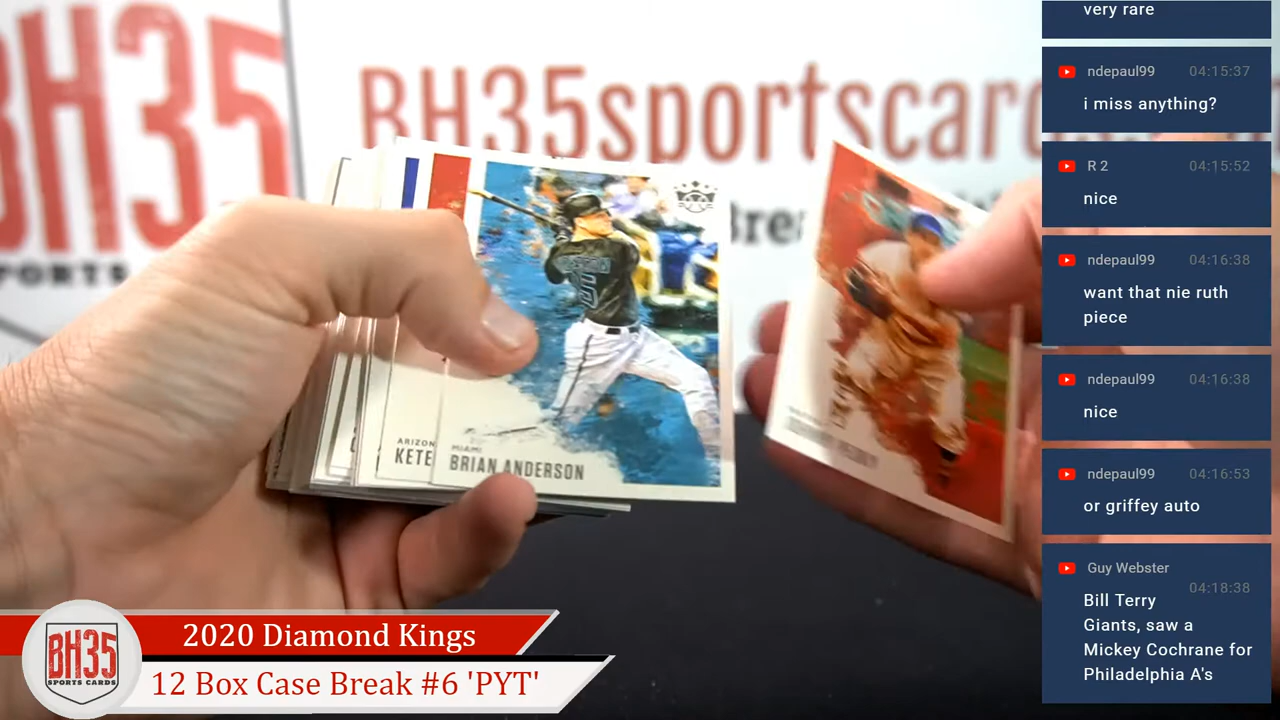 BH35
SPORTS
BH35sportscar
Brea
BRIAN ANDERSON
MIAMI
ARIZON
KETE
2020 Diamond Kings
12 Box Case Break #6 'PYT'
BH35
SPORTS CARDS
very rare
ndepaul99 04:15:37
i miss anything?
R 2 04:15:52
nice
ndepaul99 04:16:38
want that nie ruth
piece
ndepaul99 04:16:38
nice
ndepaul99 04:16:53
or griffey auto
Guy Webster
04:18:38
Bill Terry
Giants, saw a
Mickey Cochrane for
Philadelphia A's